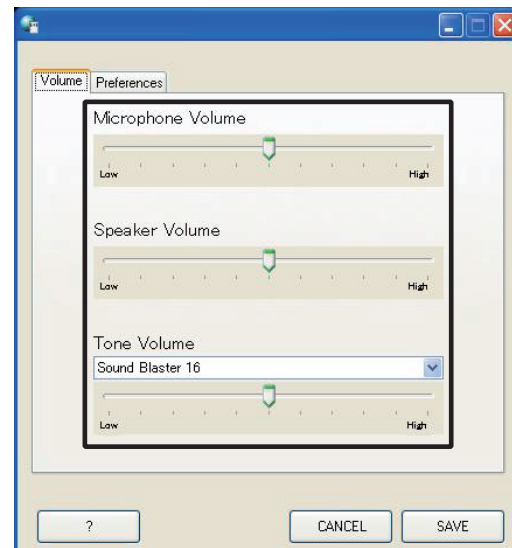 Volume Preferences
Microphone Volume
Low High
Speaker Volume
Low High
Tone Volume
Sound Blaster 16
Low High
? CANCEL SAVE